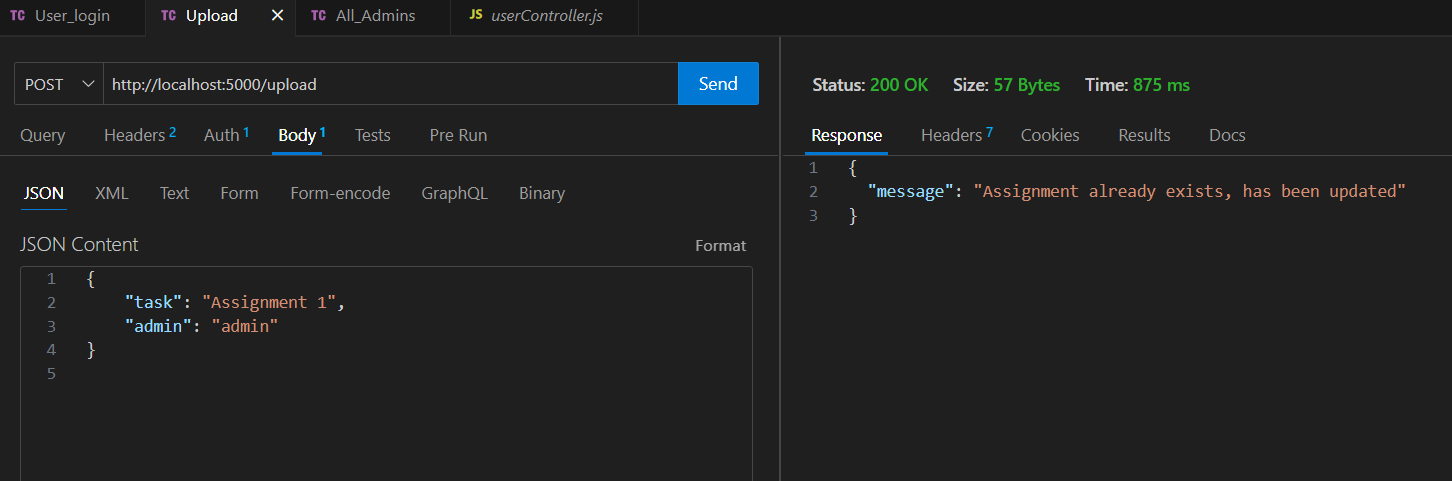 TC User_login TC Upload × TC All_Admins JS userController.js
POST http://localhost:5000/upload Send
Status: 200 OK Size: 57 Bytes Time: 875 ms
Query Headers 2 Auth 1 Body 1 Tests Pre Run
Response Headers 7 Cookies Results Docs
JSON XML Text Form Form-encode GraphQL Binary
JSON Content Format
1 {
2 "task": "Assignment 1",
3 "admin": "admin"
4 }
5
1 {
2 "message": "Assignment already exists, has been updated"
3 }